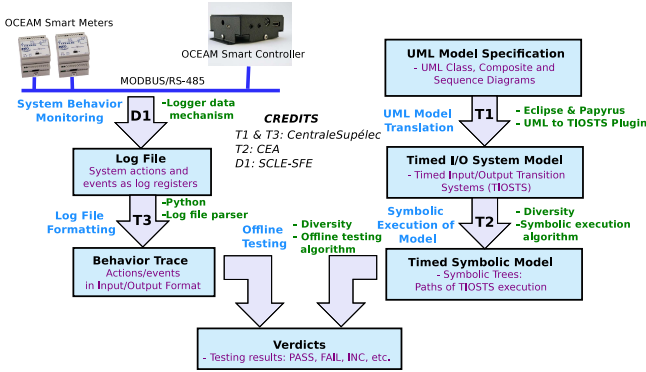 OCEAM Smart Meters
OCEAM Smart Controller
MODBUS/RS-485
System Behavior
Monitoring
D1
-Logger data
mechanism
Log File
System actions and
events as log registers
Log File
Formatting
T3
-Python
-Log file parser
Behavior Trace
Actions/events
in Input/Output Format
CREDITS
T1 & T3: CentraleSupélec
T2: CEA
D1: SCLE-SFE
UML Model Specification
- UML Class, Composite and
Sequence Diagrams
UML Model
Translation
T1
- Eclipse & Papyrus
- UML to TIOSTS Plugin
Timed I/O System Model
- Timed Input/Output Transition
Systems (TIOSTS)
Symbolic
Execution of
Model
T2
- Diversity
-Symbolic execution
algorithm
Timed Symbolic Model
- Symbolic Trees:
Paths of TIOSTS execution
Offline
Testing
- Diversity
- Offline testing
algorithm
Verdicts
- Testing results: PASS, FAIL, INC, etc.